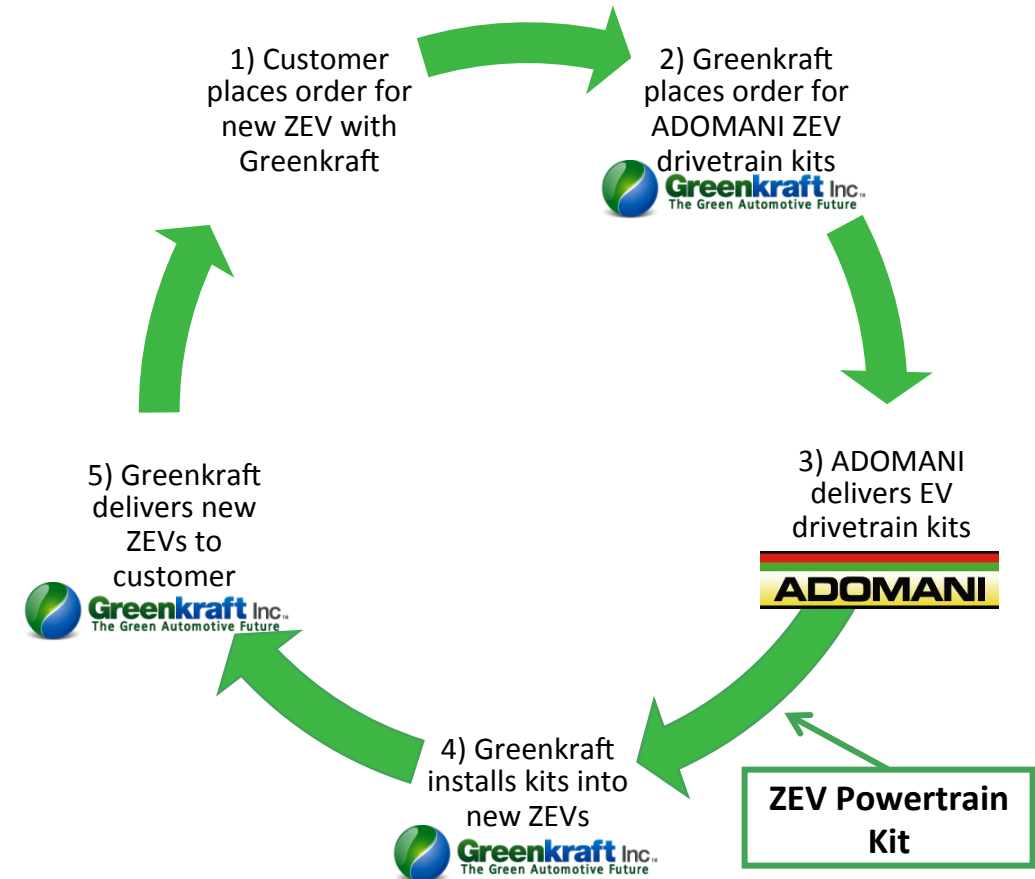 1) Customer
places order for
new ZEV with
Greenkraft
2) Greenkraft
places order for
ADOMANI ZEV
drivetrain kits
Greenkraft Inc.
The Green Automotive Future
3) ADOMANI
delivers EV
drivetrain kits
ADOMANI
ZEV Powertrain
Kit
4) Greenkraft
installs kits into
new ZEVs
Greenkraft Inc.
The Green Automotive Future
5) Greenkraft
delivers new
ZEVs to
customer
Greenkraft Inc.
The Green Automotive Future